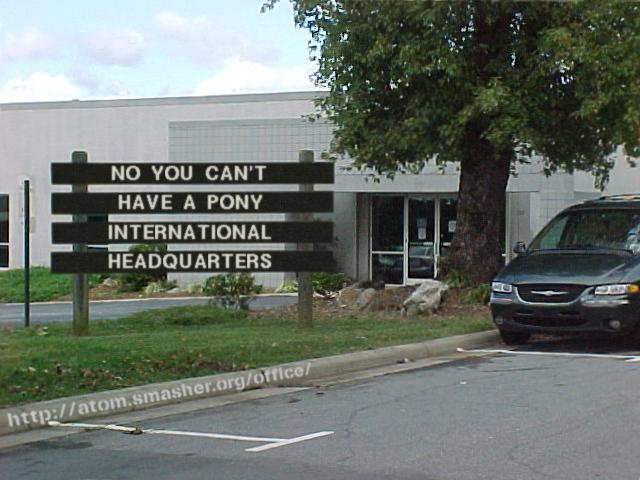 NO YOU CAN'T
HAVE A PONY
INTERNATIONAL
HEADQUARTERS
http://atom.smasher.org/office/